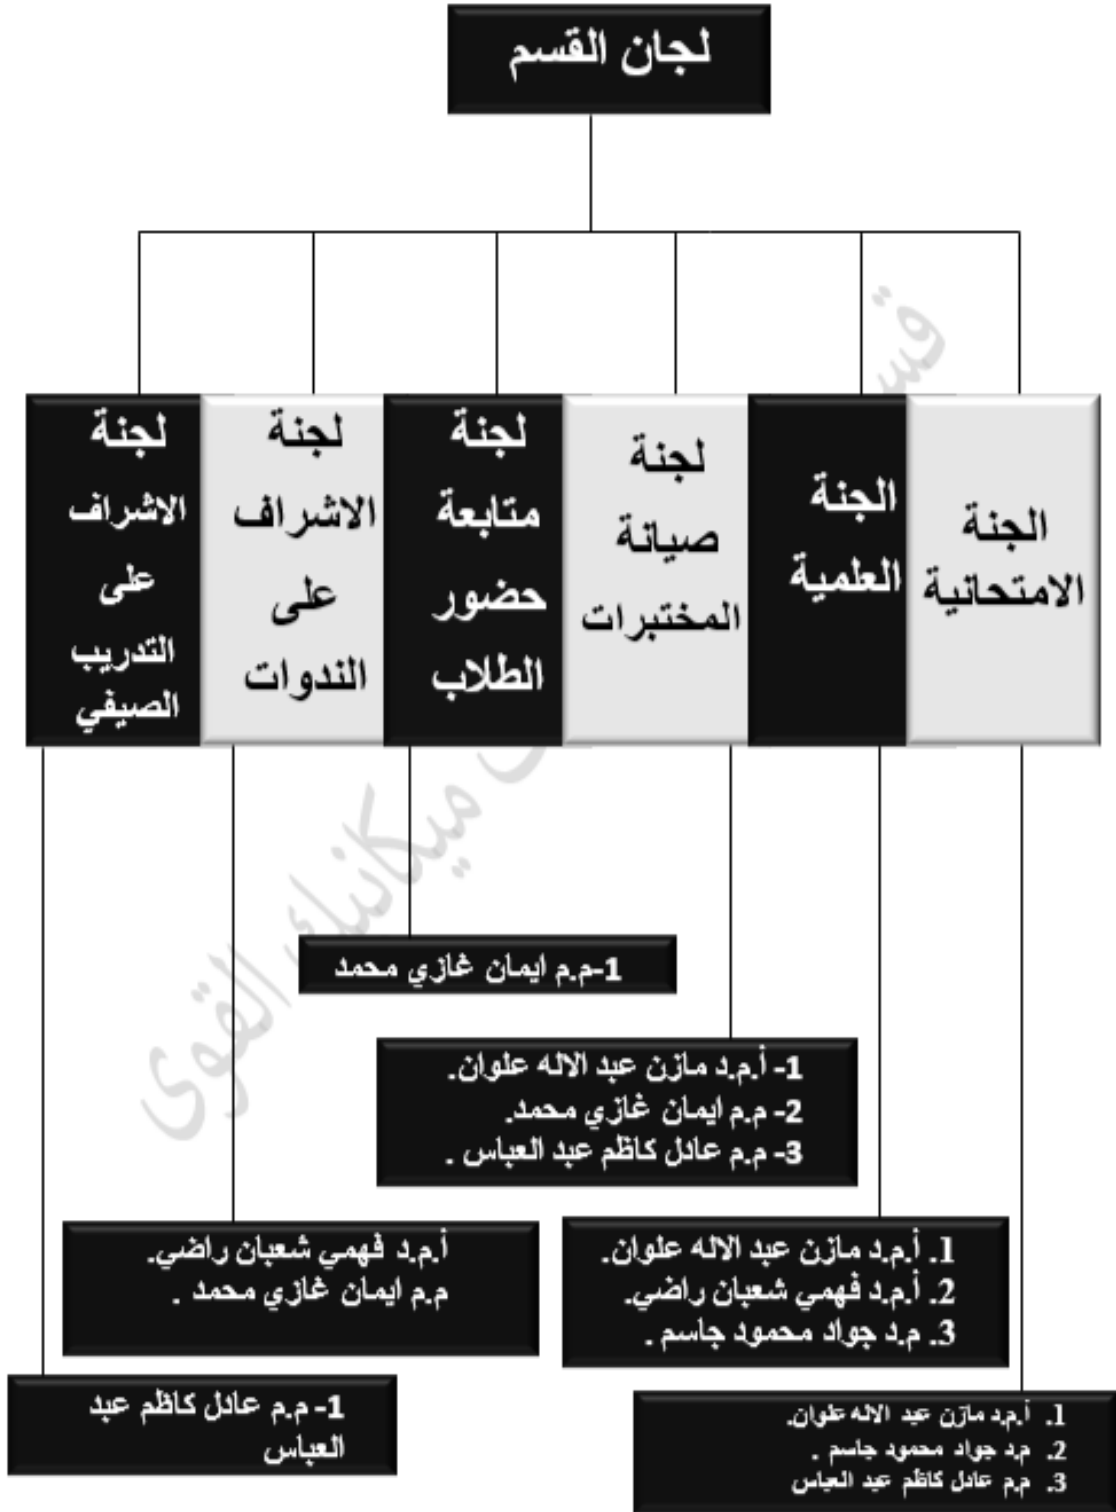 لجان القسم
الجنة
الامتحانية
الجنة
العلمية
لجنة
صيانة
المختبرات
لجنة
متابعة
حضور
الطلاب
لجنة
الاشراف
على
الندوات
لجنة
الاشراف
على
التدريب
الصيفي
1-م.م ايمان غازي محمد
1- أ.م.د مازن عبد الاله علوان.
2- م.م ايمان غازي محمد.
3- م.م عادل كاظم عبد العباس .
أ.م.د فهمي شعبان راضي.
م.م ايمان غازي محمد .
1. أ.م.د مازن عبد الاله علوان.
2. أ.م.د فهمي شعبان راضي.
3. م.د جواد محمود جاسم .
1- م.م عادل كاظم عبد
العباس
1. أ.م.د مازن عبد الاله علوان.
2. م.د جواد محمود جاسم .
3. م.م عادل كاظم عبد العباس
ميكانيك القوى